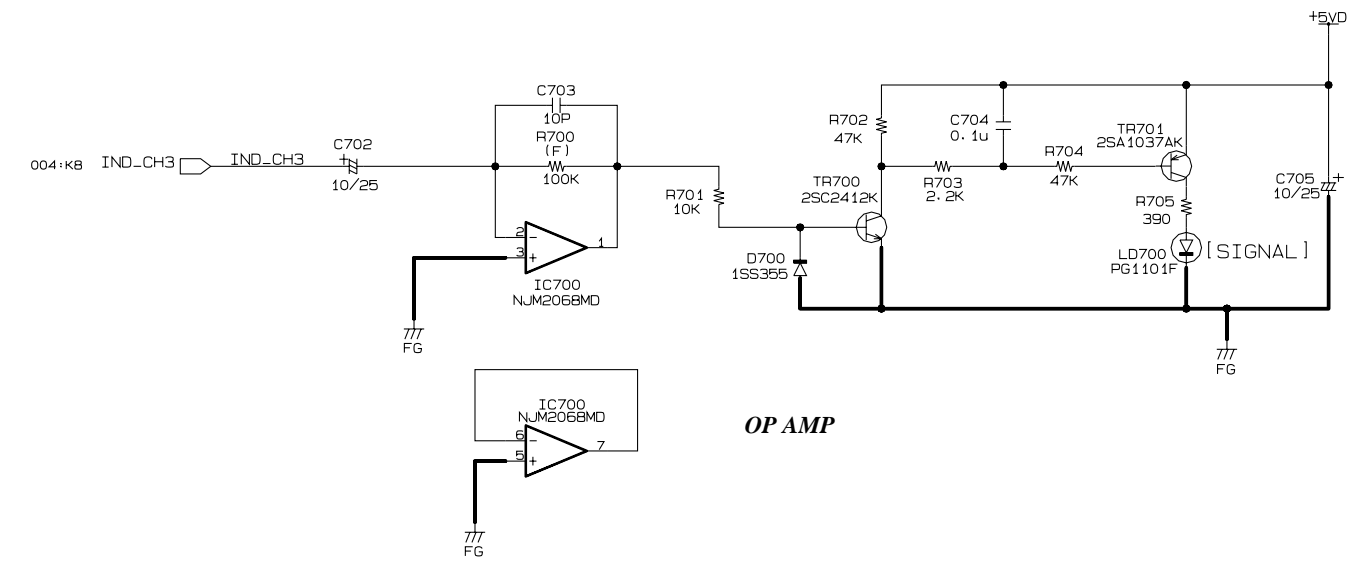 +5VD
C703
10P
R700
(F)
100K
C702
+
10/25
004:K8 IND_CH3 IND_CH3
R701
10K
2 -
3 +
1
IC700
NJM2068MD
FG
R702
47K
C704
0.1u
TR701
2SA1037AK
R704
47K
R703
2.2K
TR700
2SC2412K
R705
390
C705 +
10/25
D700
1SS355
LD700
PG1101F
[SIGNAL]
FG
IC700
NJM2068MD
6 -
5 +
7
FG
OP AMP